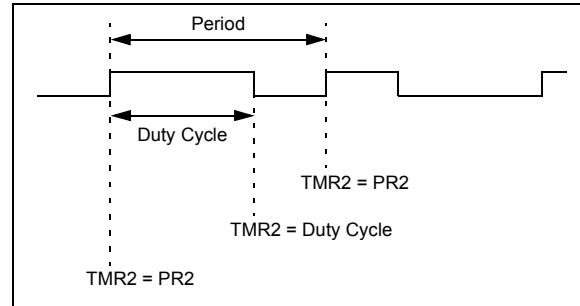 Period
Duty Cycle
TMR2 = PR2
TMR2 = Duty Cycle
TMR2 = PR2